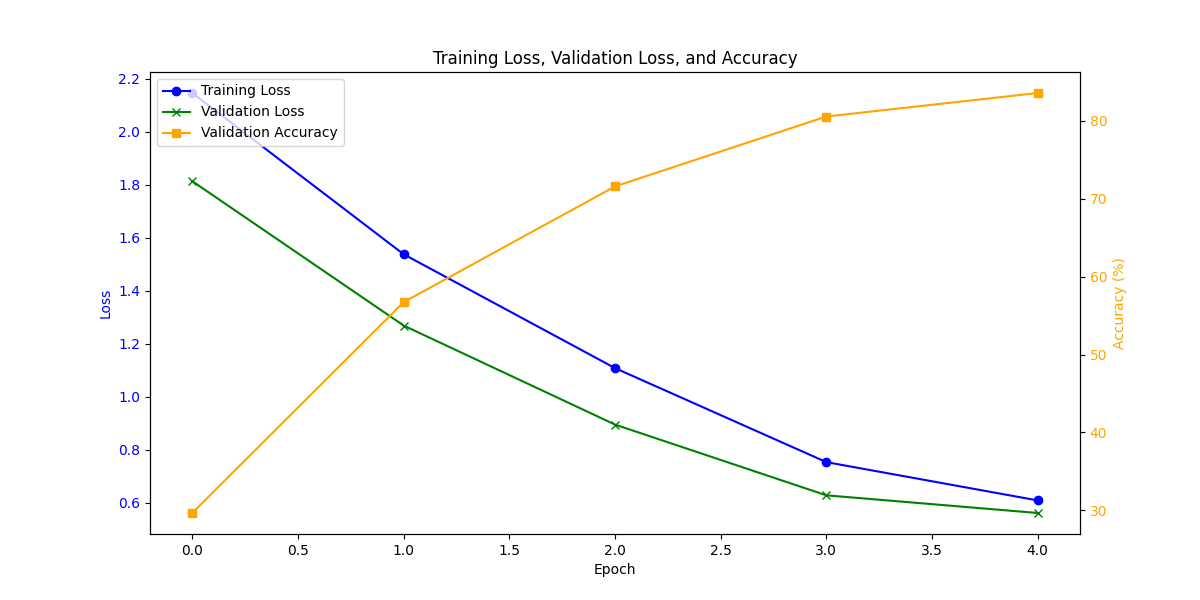 Training Loss, Validation Loss, and Accuracy
Training Loss
Validation Loss
Validation Accuracy
2.2
2.0
1.8
1.6
1.4
1.2
1.0
0.8
0.6
Loss
80
70
60
50
40
30
Accuracy (%)
0.0 0.5 1.0 1.5 2.0 2.5 3.0 3.5 4.0
Epoch